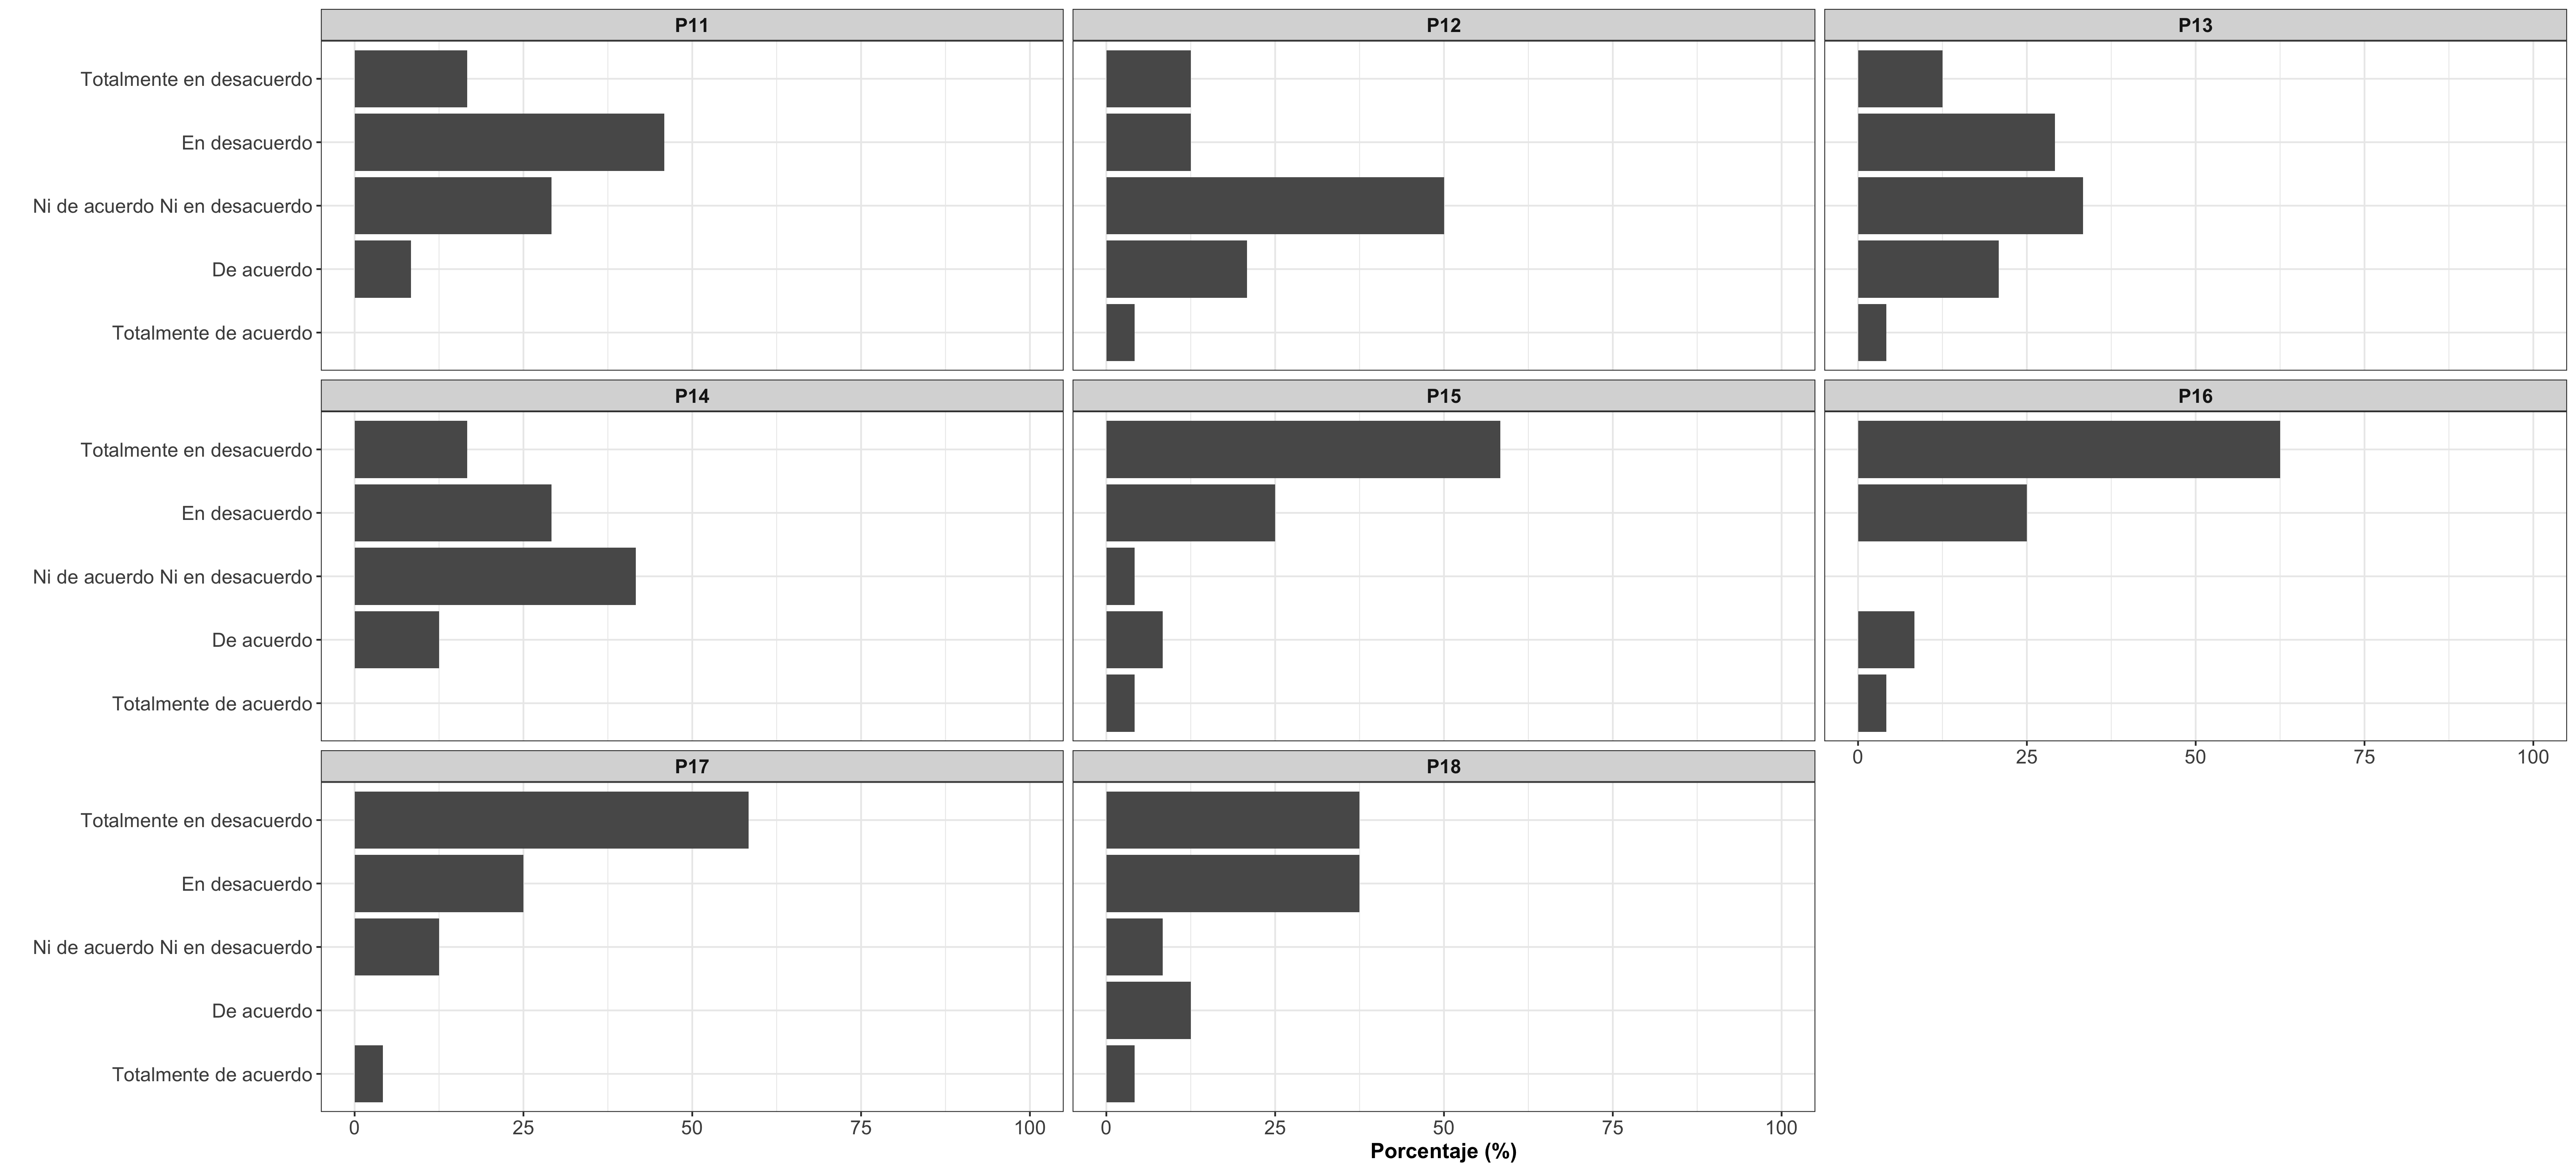 P11
P12
P13
Totalmente en desacuerdo
En desacuerdo
Ni de acuerdo Ni en desacuerdo
De acuerdo
Totalmente de acuerdo
P14
P15
P16
Totalmente en desacuerdo
En desacuerdo
Ni de acuerdo Ni en desacuerdo
De acuerdo
Totalmente de acuerdo
0 25 50 75 100
P17
P18
Totalmente en desacuerdo
En desacuerdo
Ni de acuerdo Ni en desacuerdo
De acuerdo
Totalmente de acuerdo
0 25 50 75 100
0 25 50 75 100
Porcentaje (%)